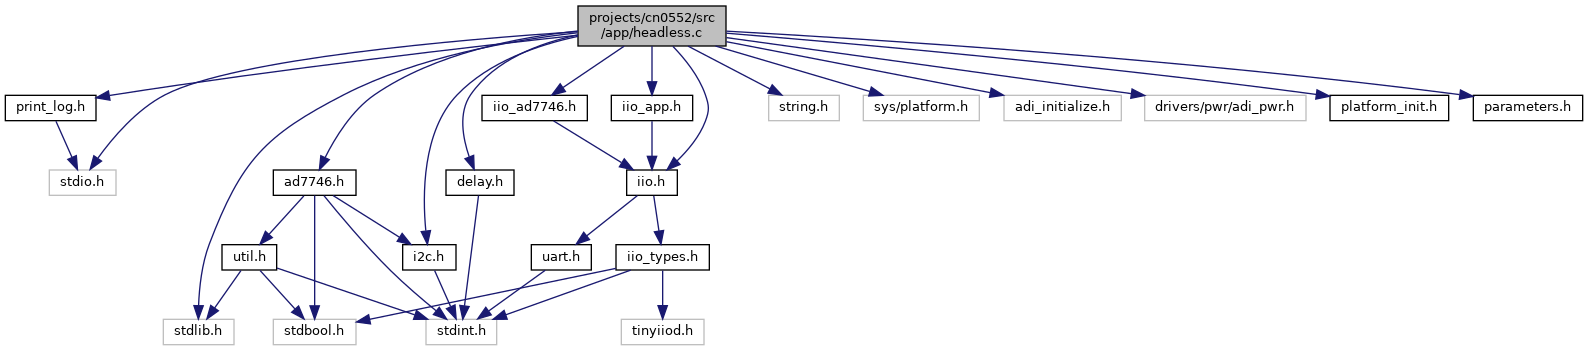 projects/cn0552/src
/app/headless.c
print_log.h
iio_ad7746.h
iio_app.h
string.h
sys/platform.h
adi_initialize.h
drivers/pwr/adi_pwr.h
platform_init.h
parameters.h
stdio.h
ad7746.h
delay.h
iio.h
util.h
i2c.h
uart.h
iio_types.h
stdlib.h
stdbool.h
stdint.h
tinyiiod.h